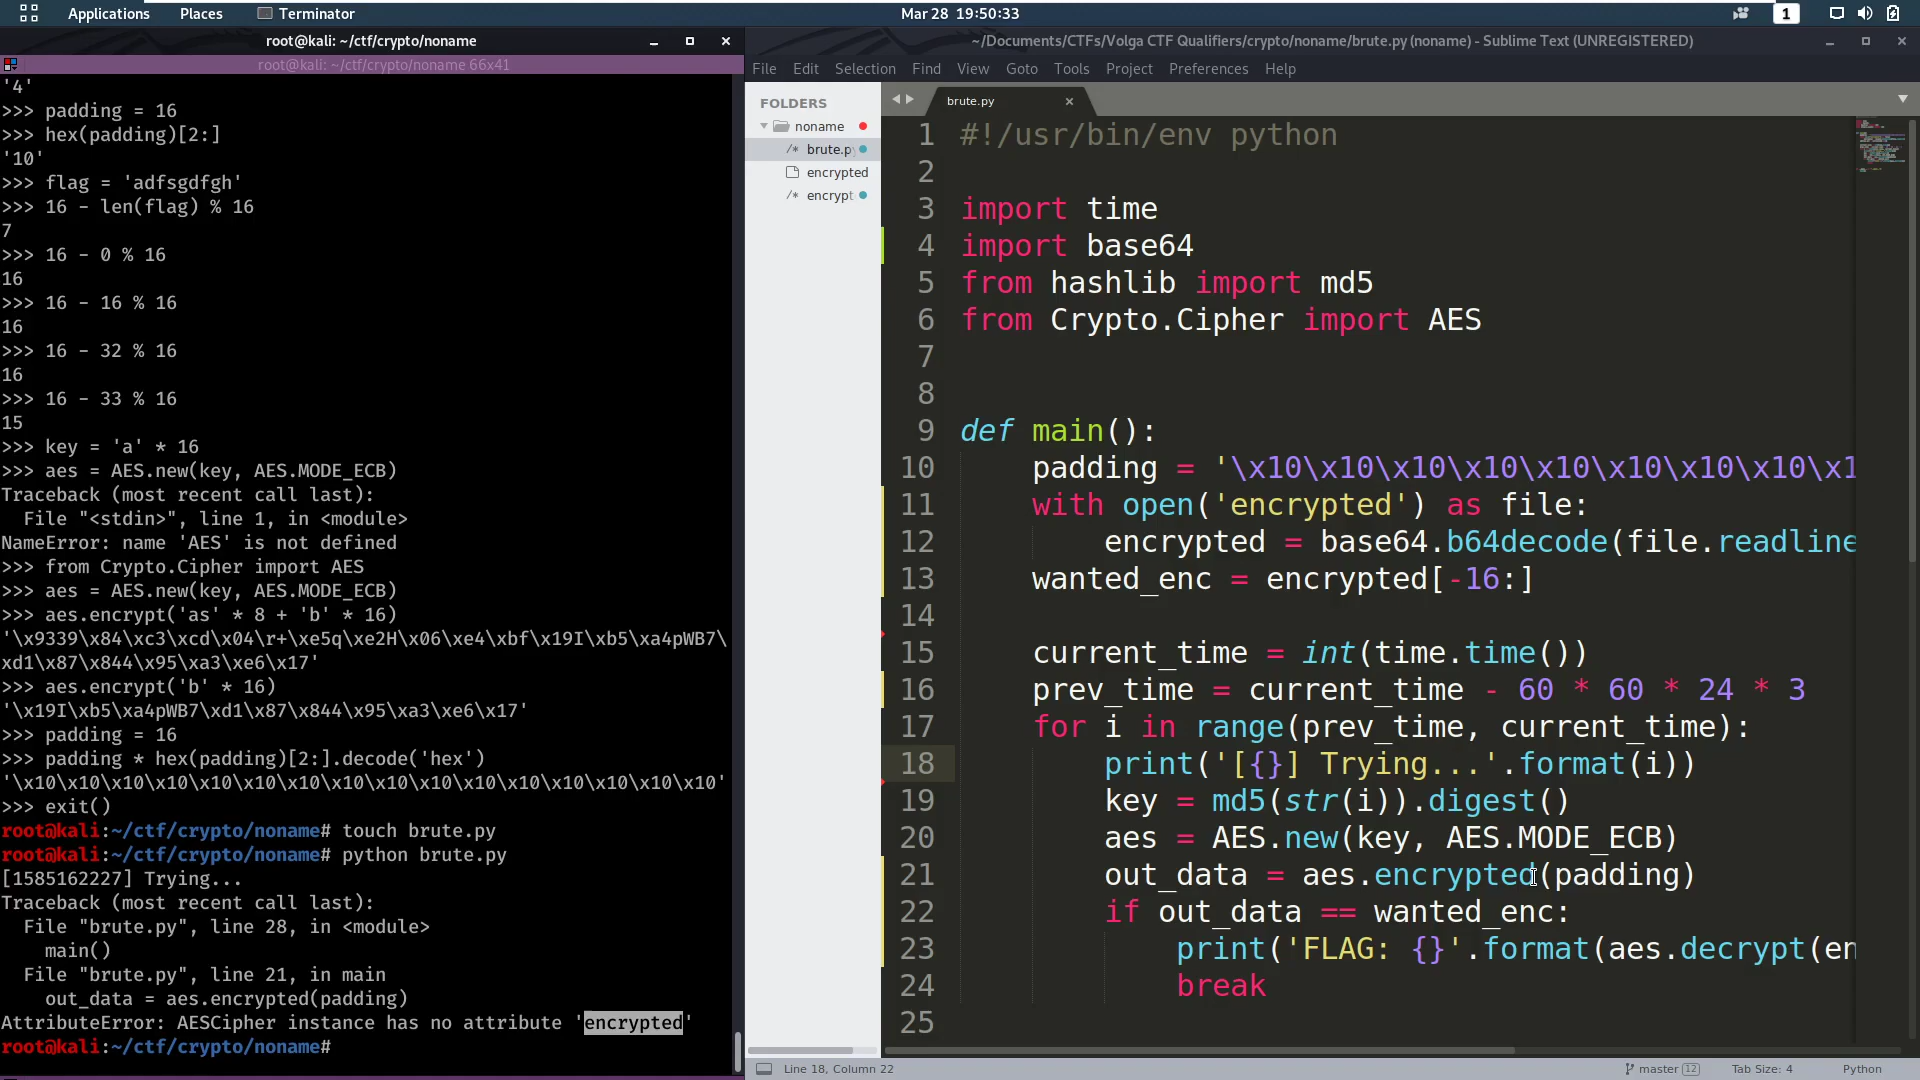 Applications Places Terminator Mar 28 19:50:33 1
root@kali: ~/ctf/crypto/noname
root@kali: ~/ctf/crypto/noname 66x41
'4'
>>> padding = 16
>>> hex(padding)[2:]
'10'
>>> flag = 'adfsgdfgh'
>>> 16 - len(flag) % 16
7
>>> 16 - 0 % 16
16
>>> 16 - 16 % 16
16
>>> 16 - 32 % 16
16
>>> 16 - 33 % 16
15
>>> key = 'a' * 16
>>> aes = AES.new(key, AES.MODE_ECB)
Traceback (most recent call last):
  File "<stdin>", line 1, in <module>
NameError: name 'AES' is not defined
>>> from Crypto.Cipher import AES
>>> aes = AES.new(key, AES.MODE_ECB)
>>> aes.encrypt('as' * 8 + 'b' * 16)
'\x9339\x84\xc3\xcd\x04\r+\xe5q\xe2H\x06\xe4\xbf\x19I\xb5\xa4pWB7\
xd1\x87\x844\x95\xa3\xe6\x17'
>>> aes.encrypt('b' * 16)
'\x19I\xb5\xa4pWB7\xd1\x87\x844\x95\xa3\xe6\x17'
>>> padding = 16
>>> padding * hex(padding)[2:].decode('hex')
'\x10\x10\x10\x10\x10\x10\x10\x10\x10\x10\x10\x10\x10\x10\x10\x10'
>>> exit()
root@kali:~/ctf/crypto/noname# touch brute.py
root@kali:~/ctf/crypto/noname# python brute.py
[1585162227] Trying...
Traceback (most recent call last):
  File "brute.py", line 28, in <module>
    main()
  File "brute.py", line 21, in main
    out_data = aes.encrypted(padding)
AttributeError: AESCipher instance has no attribute 'encrypted'
root@kali:~/ctf/crypto/noname#
~/Documents/CTFs/Volga CTF Qualifiers/crypto/noname/brute.py (noname) - Sublime Text (UNREGISTERED)
File Edit Selection Find View Goto Tools Project Preferences Help
FOLDERS
noname
/* brute.p
encrypted
/* encrypt
brute.py
1 #!/usr/bin/env python
2
3 import time
4 import base64
5 from hashlib import md5
6 from Crypto.Cipher import AES
7
8
9 def main():
10     padding = '\x10\x10\x10\x10\x10\x10\x10\x10\x1
11     with open('encrypted') as file:
12         encrypted = base64.b64decode(file.readline
13     wanted_enc = encrypted[-16:]
14
15     current_time = int(time.time())
16     prev_time = current_time - 60 * 60 * 24 * 3
17     for i in range(prev_time, current_time):
18         print('[{}] Trying...'.format(i))
19         key = md5(str(i)).digest()
20         aes = AES.new(key, AES.MODE_ECB)
21         out_data = aes.encrypted(padding)
22         if out_data == wanted_enc:
23             print('FLAG: {}'.format(aes.decrypt(en
24             break
25
Line 18, Column 22 master 12 Tab Size: 4 Python